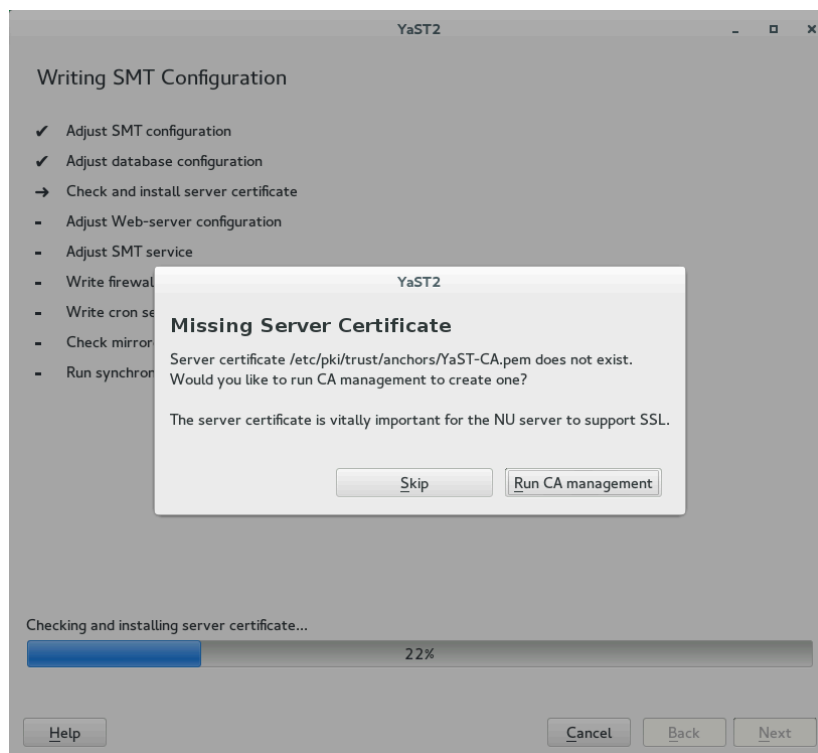 YaST2
Writing SMT Configuration
Adjust SMT configuration
Adjust database configuration
Check and install server certificate
Adjust Web-server configuration
Adjust SMT service
Write firewal
Write cron se
Check mirror
Run synchron
YaST2
Missing Server Certificate
Server certificate /etc/pki/trust/anchors/YaST-CA.pem does not exist.
Would you like to run CA management to create one?
The server certificate is vitally important for the NU server to support SSL.
Skip Run CA management
Checking and installing server certificate...
22%
Help Cancel Back Next